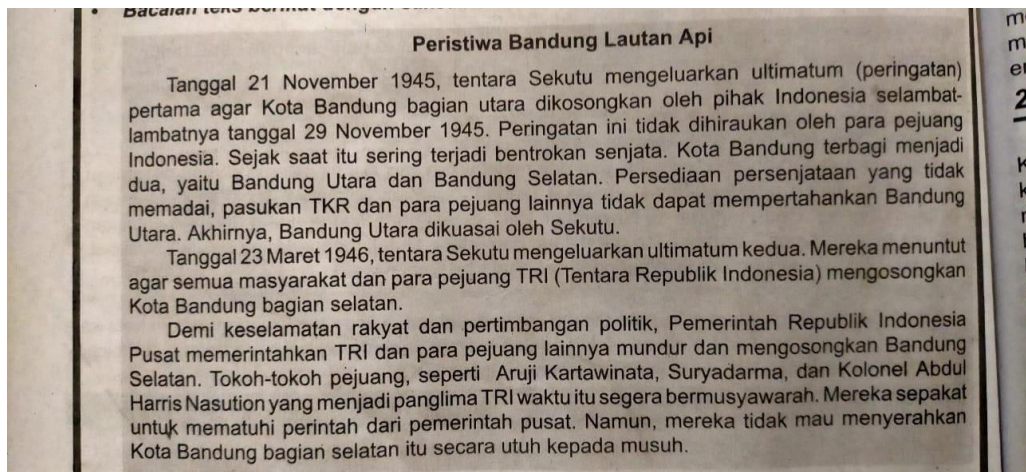 Bacalah teks berikut dengan
Peristiwa Bandung Lautan Api
Tanggal 21 November 1945, tentara Sekutu mengeluarkan ultimatum (peringatan)
pertama agar Kota Bandung bagian utara dikosongkan oleh pihak Indonesia selambat-
lambatnya tanggal 29 November 1945. Peringatan ini tidak dihiraukan oleh para pejuang
Indonesia. Sejak saat itu sering terjadi bentrokan senjata. Kota Bandung terbagi menjadi
dua, yaitu Bandung Utara dan Bandung Selatan. Persediaan persenjataan yang tidak
memadai, pasukan TKR dan para pejuang lainnya tidak dapat mempertahankan Bandung
Utara. Akhirnya, Bandung Utara dikuasai oleh Sekutu.
Tanggal 23 Maret 1946, tentara Sekutu mengeluarkan ultimatum kedua. Mereka menuntut
agar semua masyarakat dan para pejuang TRI (Tentara Republik Indonesia) mengosongkan
Kota Bandung bagian selatan.
Demi keselamatan rakyat dan pertimbangan politik, Pemerintah Republik Indonesia
Pusat memerintahkan TRI dan para pejuang lainnya mundur dan mengosongkan Bandung
Selatan. Tokoh-tokoh pejuang, seperti Aruji Kartawinata, Suryadarma, dan Kolonel Abdul
Harris Nasution yang menjadi panglima TRI waktu itu segera bermusyawarah. Mereka sepakat
untuk mematuhi perintah dari pemerintah pusat. Namun, mereka tidak mau menyerahkan
Kota Bandung bagian selatan itu secara utuh kepada musuh.
2